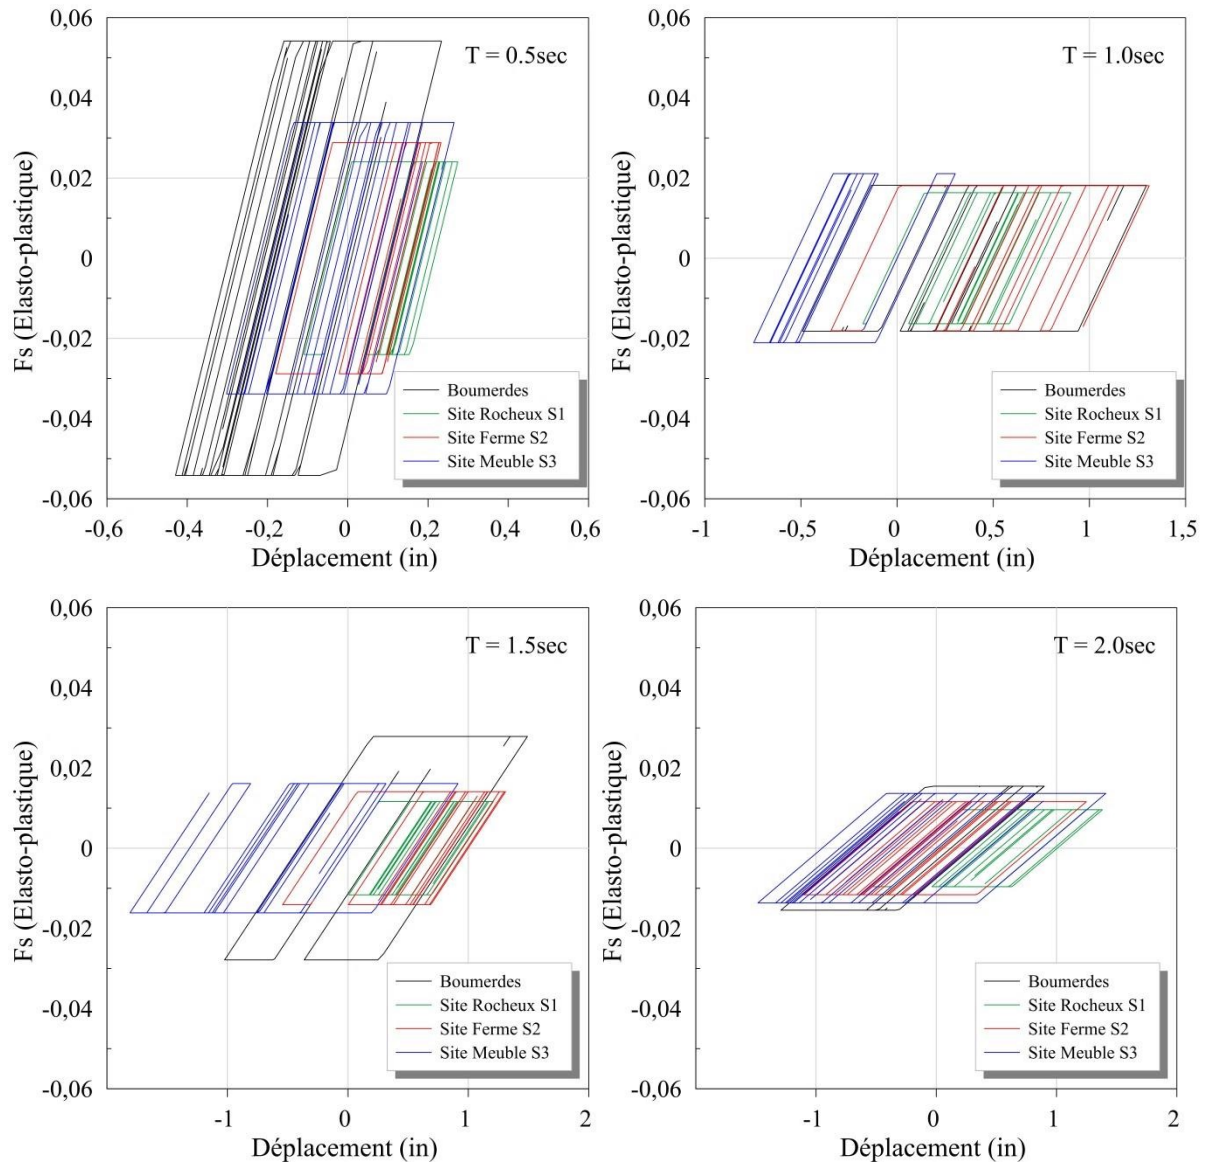 0,06
0,04
0,02
0
-0,02
-0,04
-0,06
Fs (Elasto-plastique)
T = 0.5sec
Boumerdes
Site Rocheux S1
Site Ferme S2
Site Meuble S3
-0,6 -0,4 -0,2 0 0,2 0,4 0,6
Déplacement (in)
0,06
0,04
0,02
0
-0,02
-0,04
-0,06
Fs (Elasto-plastique)
T = 1.0sec
Boumerdes
Site Rocheux S1
Site Ferme S2
Site Meuble S3
-1 -0,5 0 0,5 1 1,5
Déplacement (in)
0,06
0,04
0,02
0
-0,02
-0,04
-0,06
Fs (Elasto-plastique)
T = 1.5sec
Boumerdes
Site Rocheux S1
Site Ferme S2
Site Meuble S3
-1 0 1 2
Déplacement (in)
0,06
0,04
0,02
0
-0,02
-0,04
-0,06
Fs (Elasto-plastique)
T = 2.0sec
Boumerdes
Site Rocheux S1
Site Ferme S2
Site Meuble S3
-1 0 1 2
Déplacement (in)